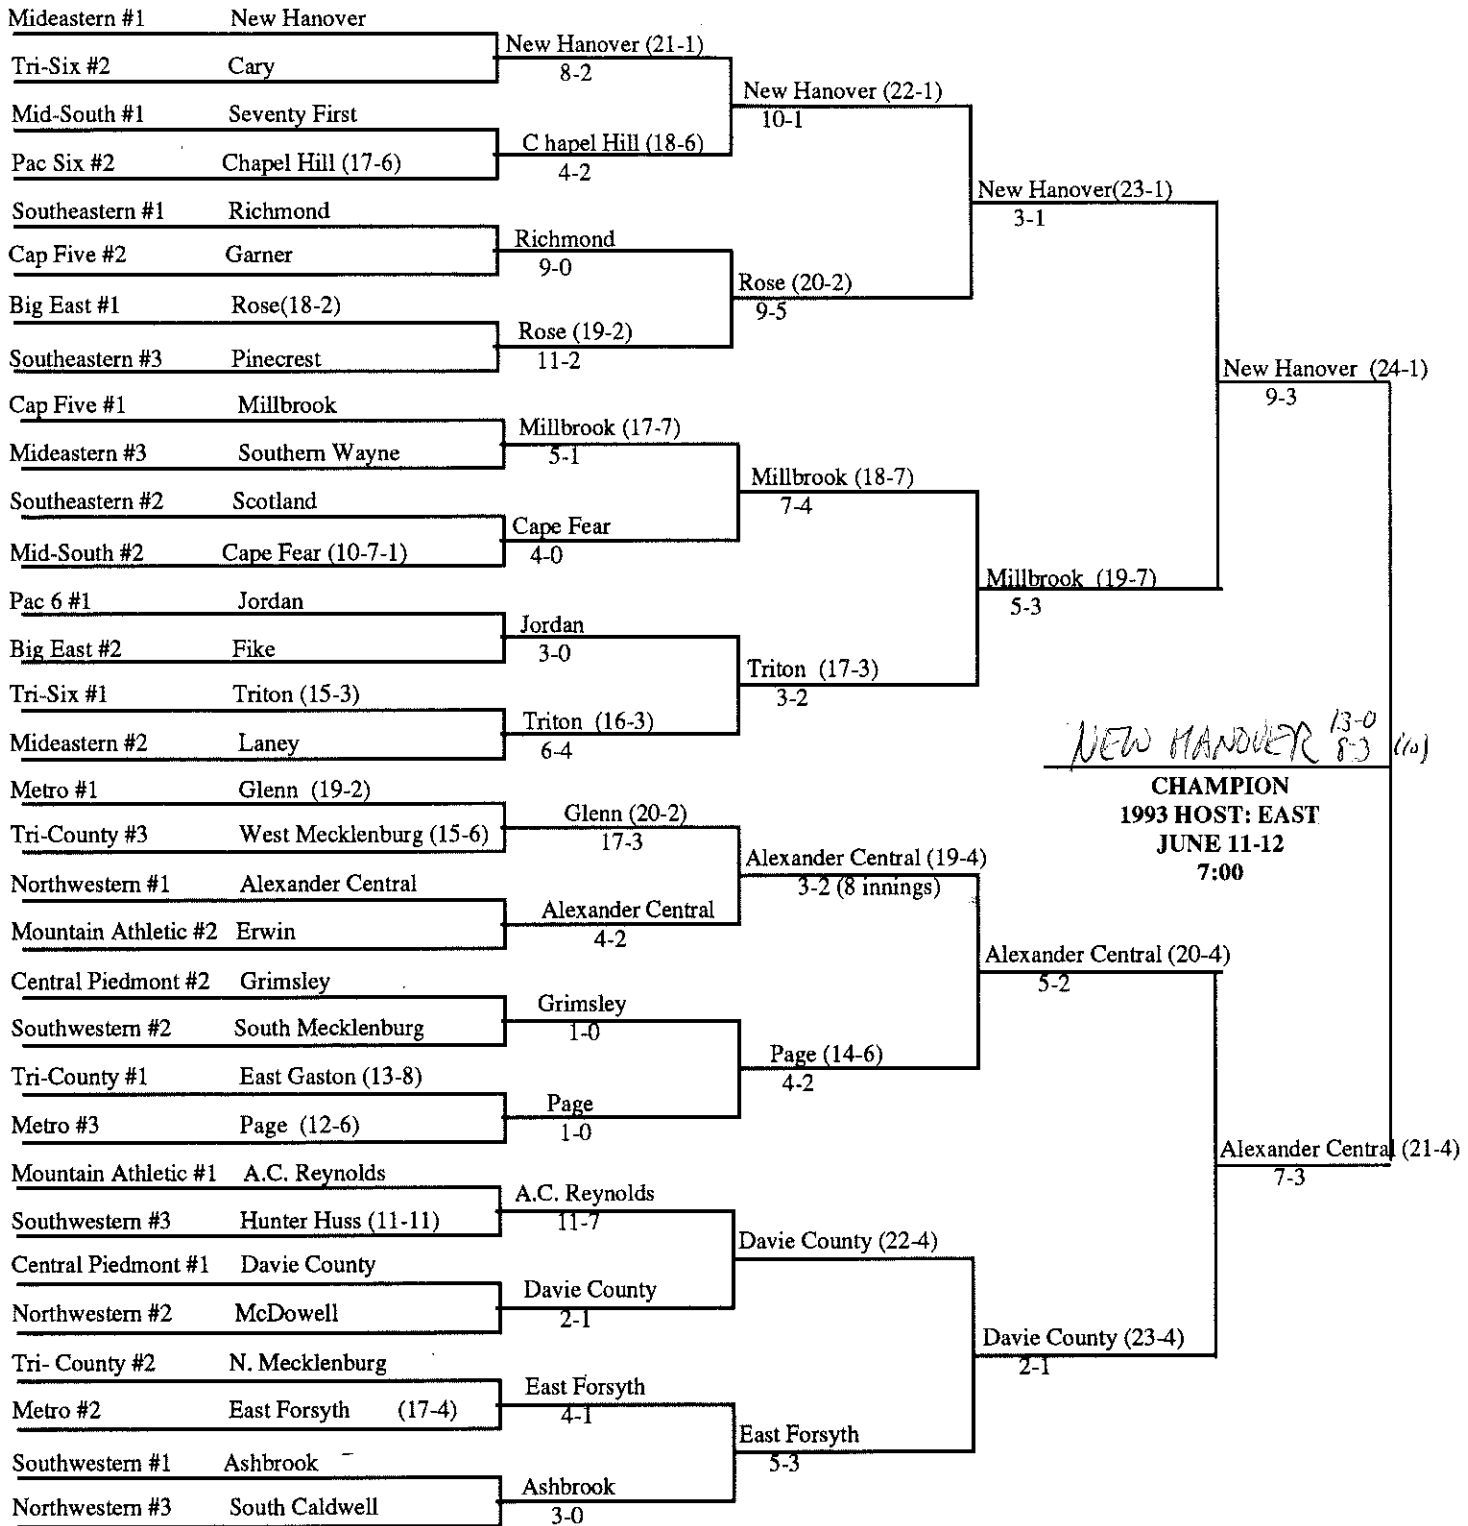 Mideastern #1 New Hanover
Tri-Six #2 Cary
Mid-South #1 Seventy First
Pac Six #2 Chapel Hill (17-6)
Southeastern #1 Richmond
Cap Five #2 Garner
Big East #1 Rose(18-2)
Southeastern #3 Pinecrest
Cap Five #1 Millbrook
Mideastern #3 Southern Wayne
Southeastern #2 Scotland
Mid-South #2 Cape Fear (10-7-1)
Pac 6 #1 Jordan
Big East #2 Fike
Tri-Six #1 Triton (15-3)
Mideastern #2 Laney
Metro #1 Glenn (19-2)
Tri-County #3 West Mecklenburg (15-6)
Northwestern #1 Alexander Central
Mountain Athletic #2 Erwin
Central Piedmont #2 Grimsley
Southwestern #2 South Mecklenburg
Tri-County #1 East Gaston (13-8)
Metro #3 Page (12-6)
Mountain Athletic #1 A.C. Reynolds
Southwestern #3 Hunter Huss (11-11)
Central Piedmont #1 Davie County
Northwestern #2 McDowell
Tri- County #2 N. Mecklenburg
Metro #2 East Forsyth (17-4)
Southwestern #1 Ashbrook
Northwestern #3 South Caldwell
New Hanover (21-1)
8-2
C hapel Hill (18-6)
4-2
Richmond
9-0
Rose (19-2)
11-2
Millbrook (17-7)
5-1
Cape Fear
4-0
Jordan
3-0
Triton (16-3)
6-4
Glenn (20-2)
17-3
Alexander Central
4-2
Grimsley
1-0
Page
1-0
A.C. Reynolds
11-7
Davie County
2-1
East Forsyth
4-1
Ashbrook
3-0
New Hanover (22-1)
10-1
Rose (20-2)
9-5
Millbrook (18-7)
7-4
Triton (17-3)
3-2
Alexander Central (19-4)
3-2 (8 innings)
Page (14-6)
4-2
Davie County (22-4)
East Forsyth
5-3
New Hanover(23-1)
3-1
Millbrook (19-7)
5-3
Alexander Central (20-4)
5-2
Davie County (23-4)
2-1
New Hanover (24-1)
9-3
Alexander Central (21-4)
7-3
NEW HANOVER 13-0
8-3 (10)
CHAMPION
1993 HOST: EAST
JUNE 11-12
7:00